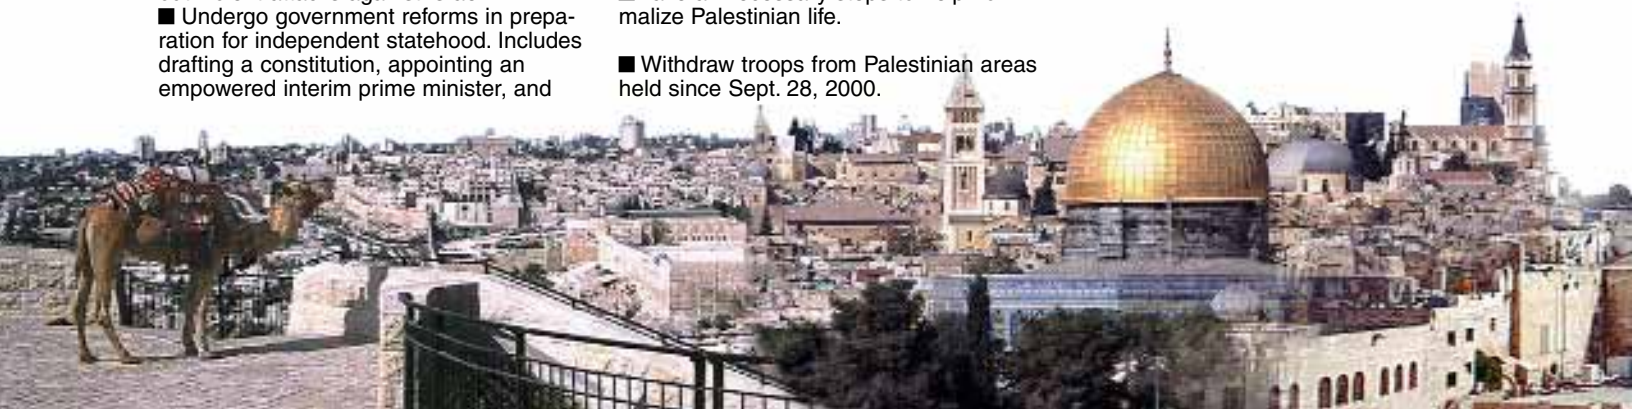 ■ Undergo government reforms in prepa-
ration for independent statehood. Includes
drafting a constitution, appointing an
empowered interim prime minister, and
malize Palestinian life.
■ Withdraw troops from Palestinian areas
held since Sept. 28, 2000.